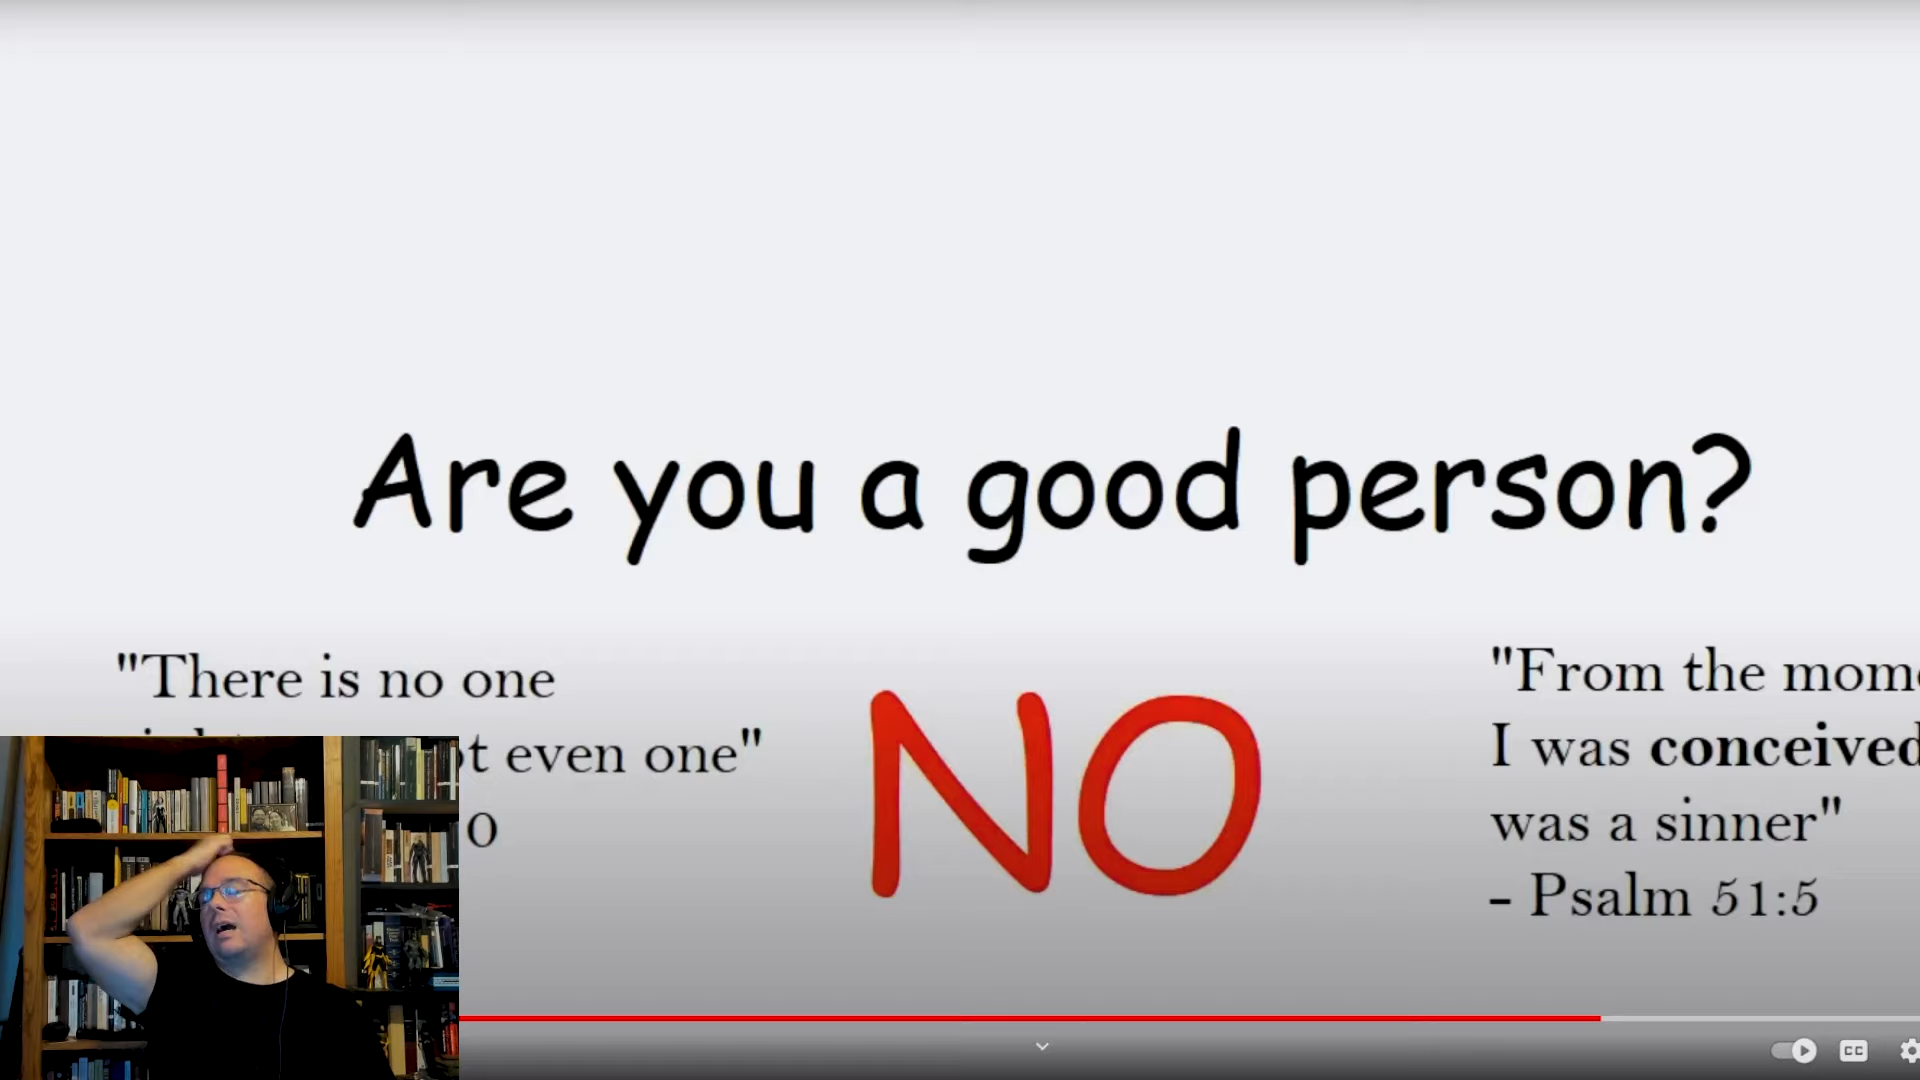 Are you a good person?
"There is no one
even one"
NO
"From the
I was conceived
was a sinner"
- Psalm 51:5
CC